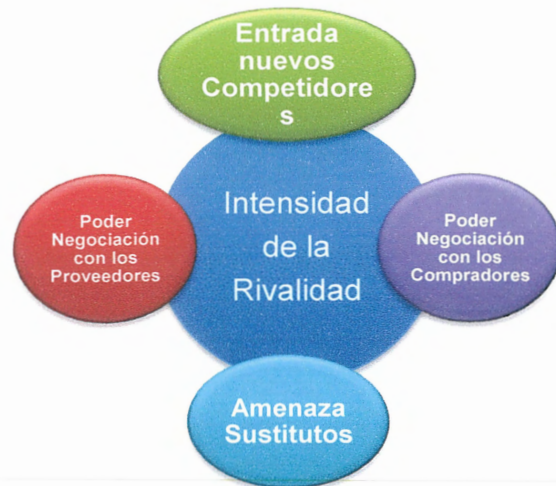 Entrada
nuevos
Competidore
s
Poder
Negociación
con los
Proveedores
Intensidad
de la
Rivalidad
Poder
Negociación
con los
Compradores
Amenaza
Sustitutos